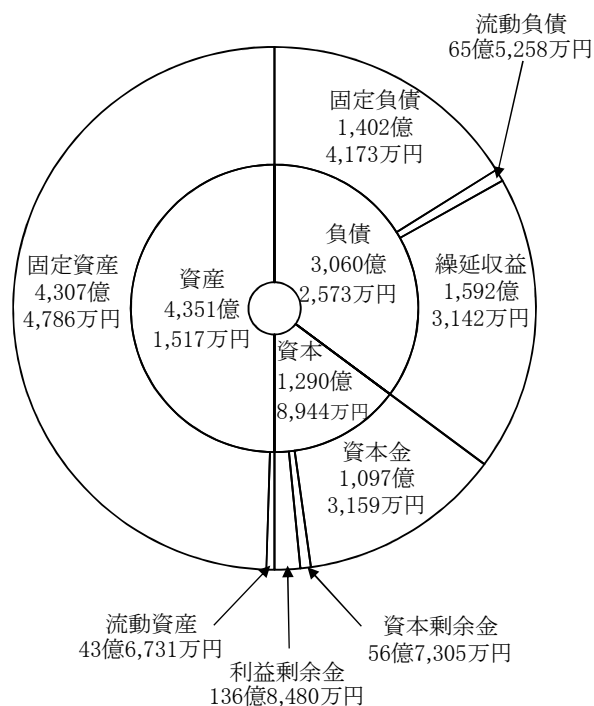 流動負債
65億5,258万円
固定負債
1,402億
4,173万円
負債
3,060億
2,573万円
繰延収益
1,592億
3,142万円
固定資産
4,307億
4,786万円
資産
4,351億
1,517万円
資本
1,290億
8,944万円
資本金
1,097億
3,159万円
流動資産
43億6,731万円
利益剰余金
136億8,480万円
資本剰余金
56億7,305万円